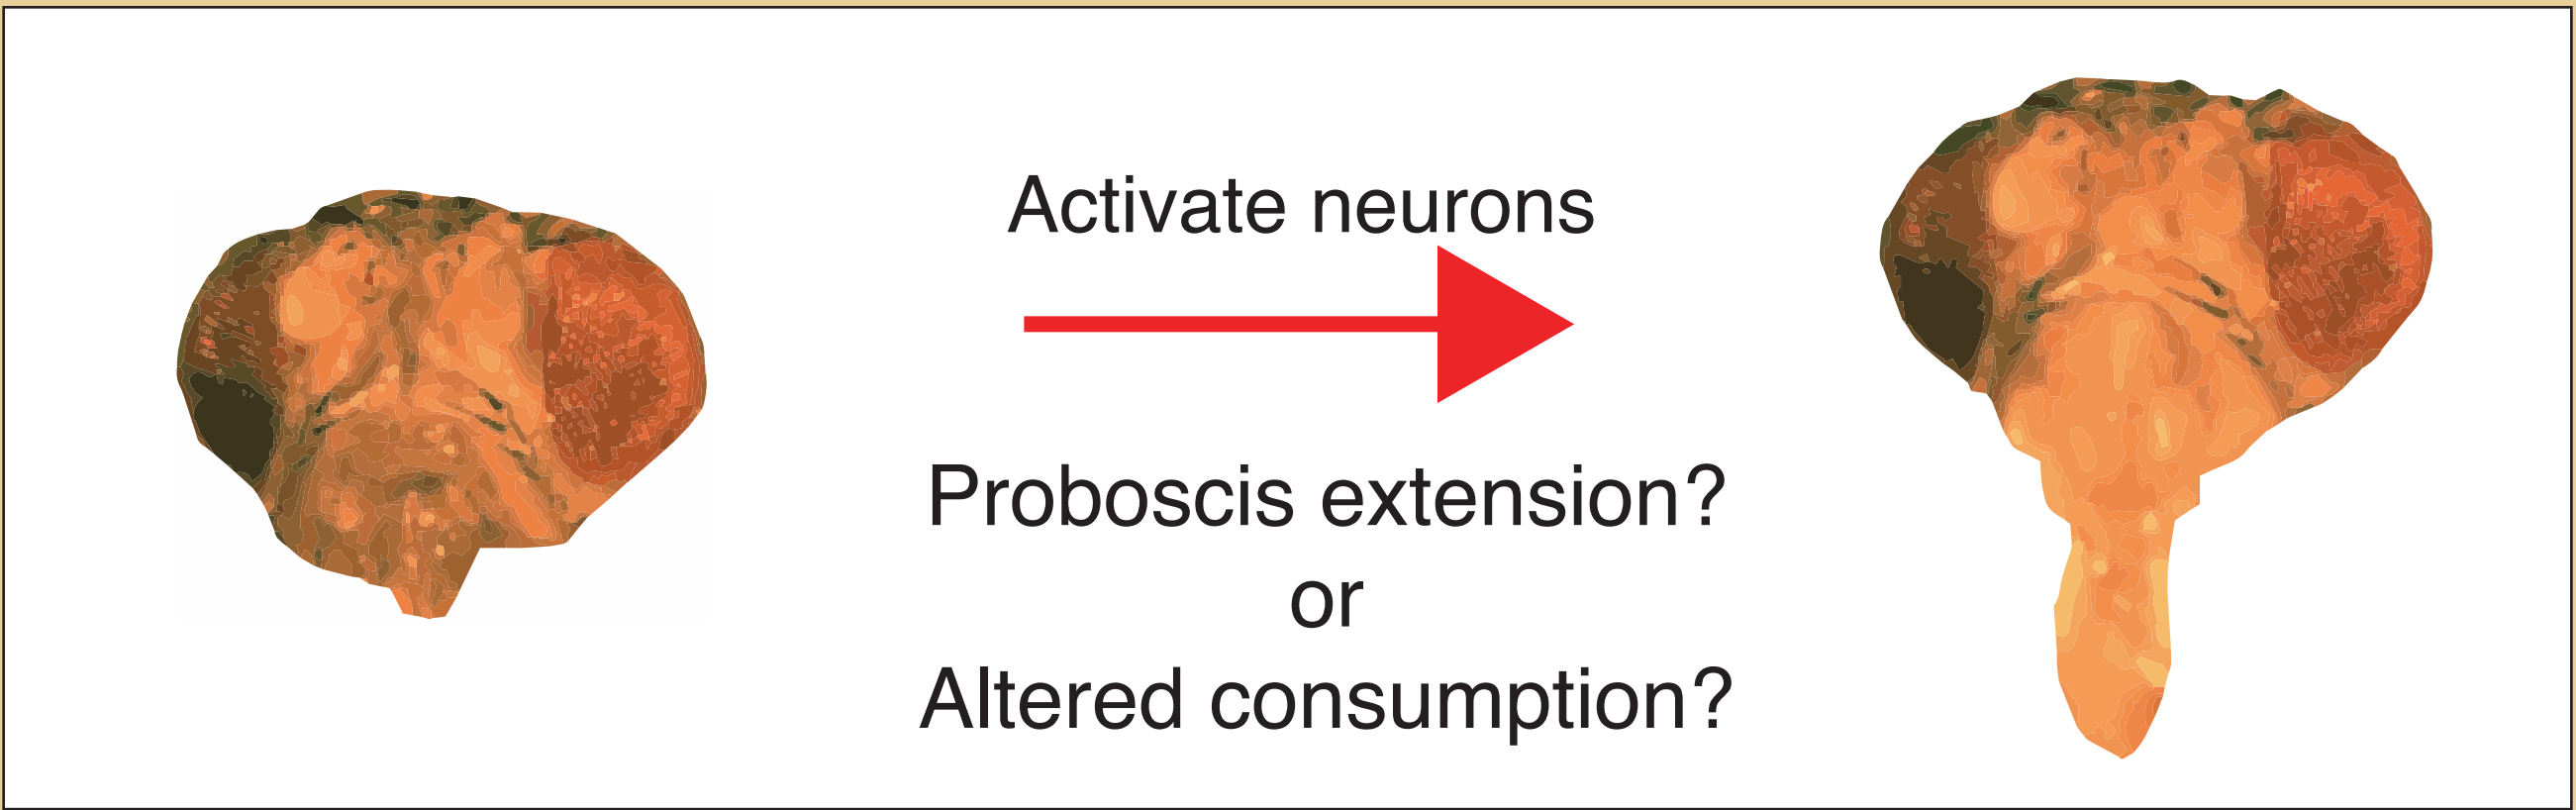 Activate neurons
Proboscis extension?
or
Altered consumption?